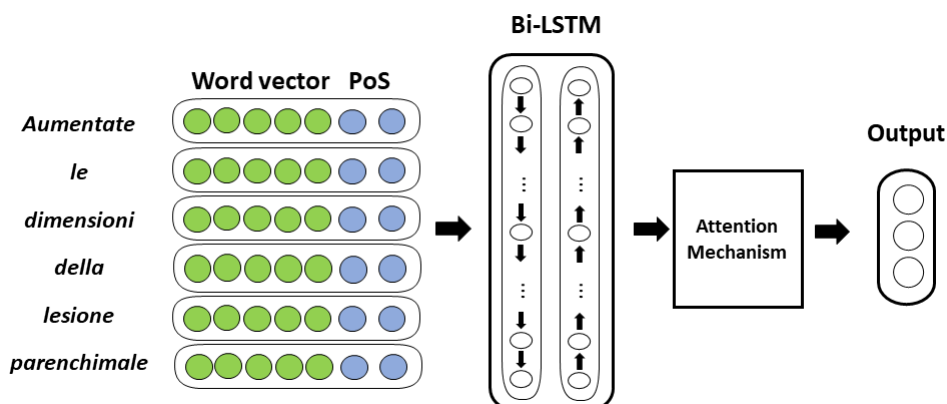 Bi-LSTM
Word vector PoS
Aumentate
le
dimensioni
della
lesione
parenchimale
...
...
...
...
Attention
Mechanism
Output